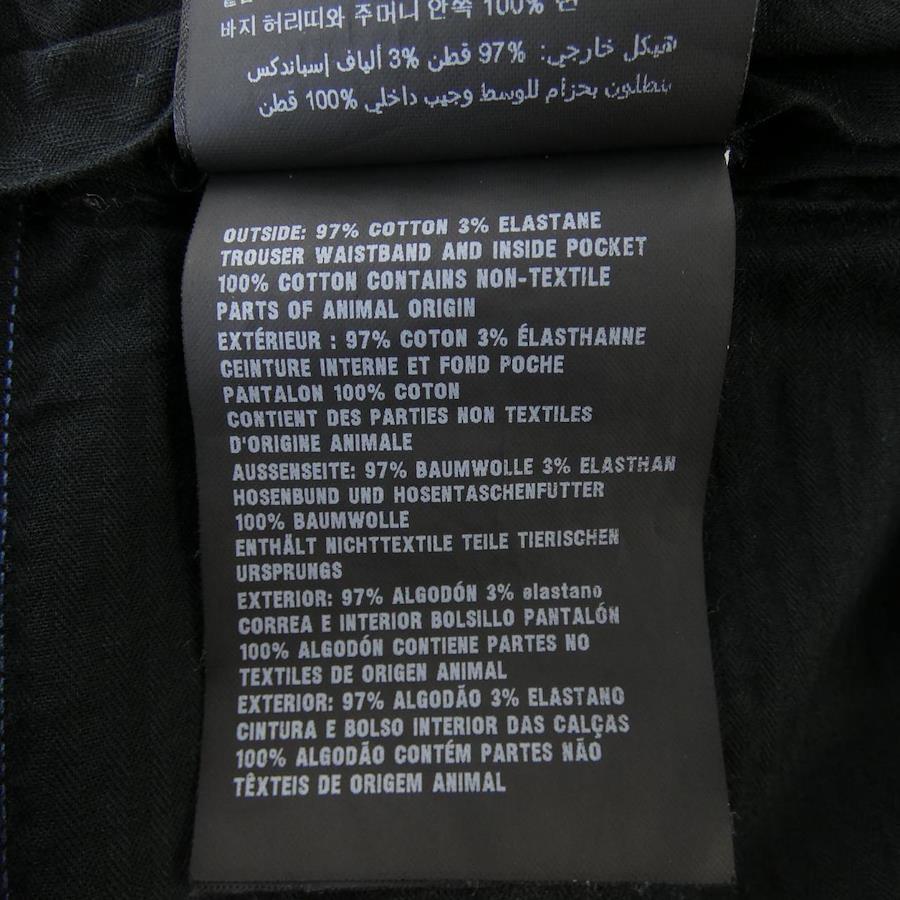 바지 허리띠와 주머니 안쪽 100% 면
هيكل خارجي: 97% قطن 3% ألياف إسباندكس
بنطلون بحزام للوسط وجيب داخلي 100% قطن
OUTSIDE: 97% COTTON 3% ELASTANE
TROUSER WAISTBAND AND INSIDE POCKET
100% COTTON CONTAINS NON-TEXTILE
PARTS OF ANIMAL ORIGIN
EXTÉRIEUR : 97% COTON 3% ÉLASTHANNE
CEINTURE INTERNE ET FOND POCHE
PANTALON 100% COTON
CONTIENT DES PARTIES NON TEXTILES
D'ORIGINE ANIMALE
AUSSENSEITE: 97% BAUMWOLLE 3% ELASTHAN
HOSENBUND UND HOSENTASCHENFUTTER
100% BAUMWOLLE
ENTHÄLT NICHTTEXTILE TEILE TIERISCHEN
URSPRUNGS
EXTERIOR: 97% ALGODÓN 3% elastano
CORREA E INTERIOR BOLSILLO PANTALÓN
100% ALGODÓN CONTIENE PARTES NO
TEXTILES DE ORIGEN ANIMAL
EXTERIOR: 97% ALGODÃO 3% ELASTANO
CINTURA E BOLSO INTERIOR DAS CALÇAS
100% ALGODÃO CONTÉM PARTES NÃO
TÊXTEIS DE ORIGEM ANIMAL